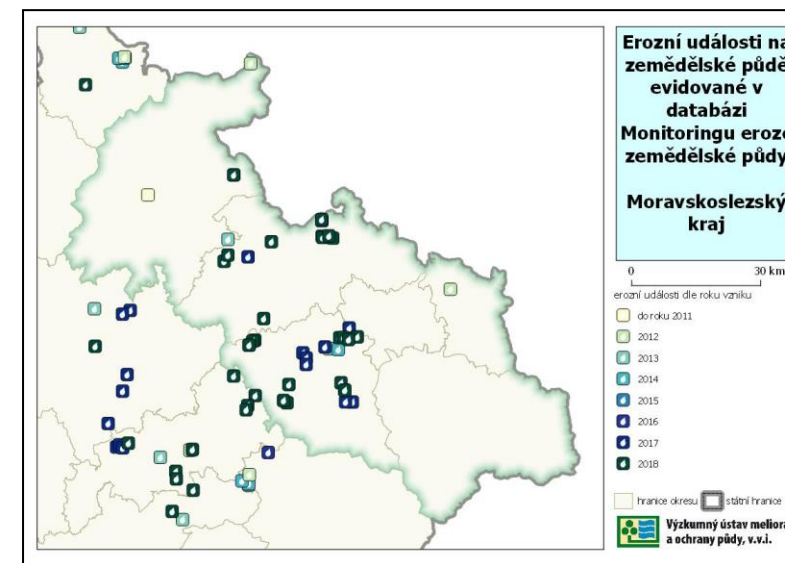 Erozní události na
zemědělské půdě
evidované v
databázi
Monitoringu eroze
zemědělské půdy
Moravskoslezský
kraj
0 30 km
erozní události dle roku vzniku
do roku 2011
2012
2013
2014
2015
2016
2017
2018
hranice okresu státní hranice
Výzkumný ústav meliora
a ochrany půdy, v.v.i.